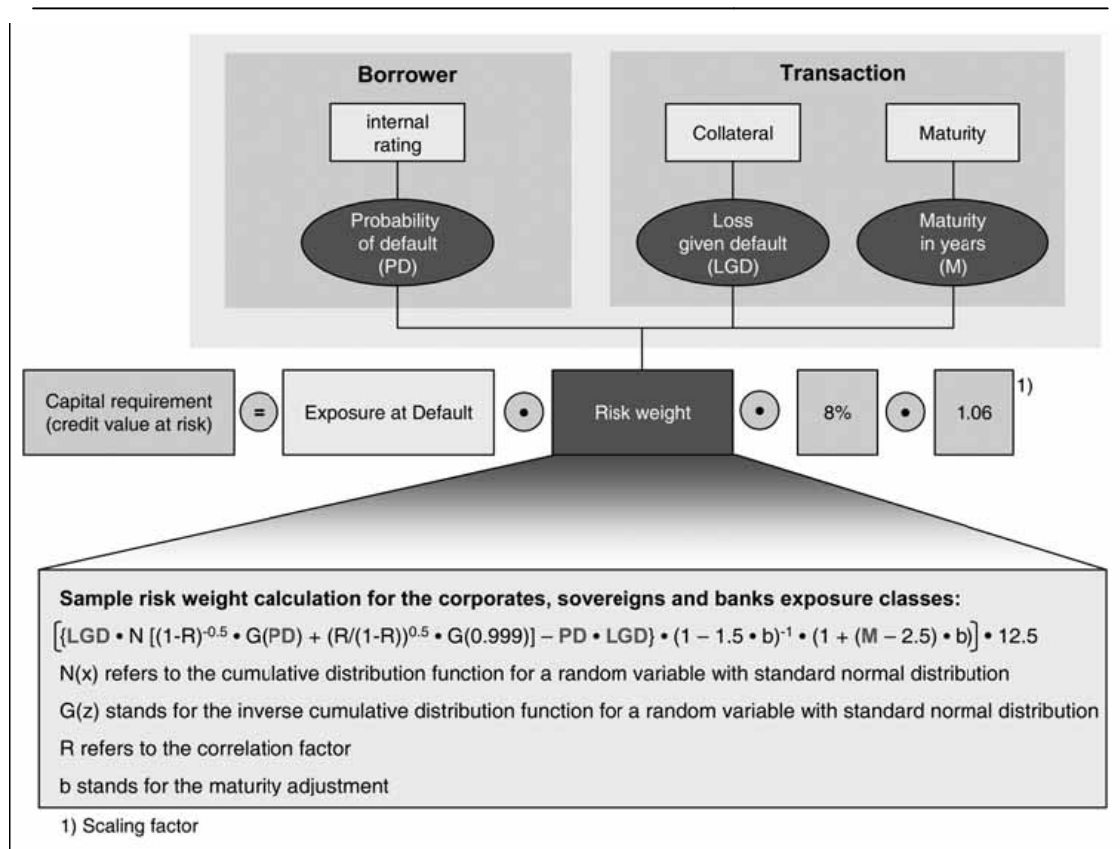 Borrower
Transaction
internal
rating
Collateral
Maturity
Probability
of default
(PD)
Loss
given default
(LGD)
Maturity
in years
(M)
Capital requirement
(credit value at risk)
=
Exposure at Default
•
Risk weight
•
8%
•
1.06
1)
Sample risk weight calculation for the corporates, sovereigns and banks exposure classes:
[{LGD • N [(1-R)^-0.5 • G(PD) + (R/(1-R))^0.5 • G(0.999)] – PD • LGD} • (1 – 1.5 • b)^-1 • (1 + (M – 2.5) • b)] • 12.5
N(x) refers to the cumulative distribution function for a random variable with standard normal distribution
G(z) stands for the inverse cumulative distribution function for a random variable with standard normal distribution
R refers to the correlation factor
b stands for the maturity adjustment
1) Scaling factor